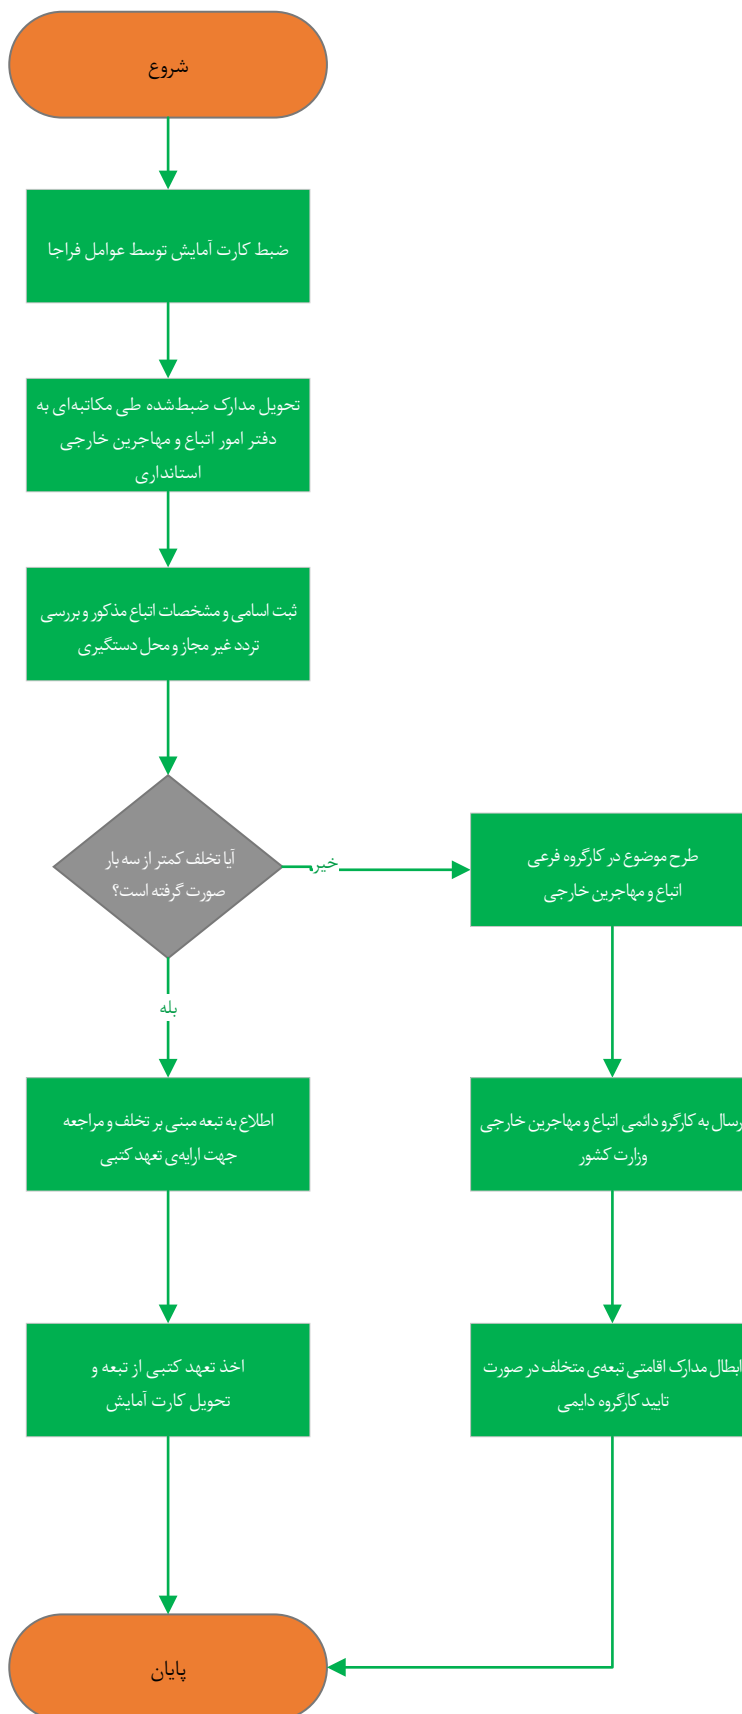 شروع
ضبط کارت آمایش توسط عوامل فراجا
تحویل مدارک ضبط‌شده طی مکاتبه‌ای به
دفتر امور اتباع و مهاجرین خارجی
استانداری
ثبت اسامی و مشخصات اتباع مذکور و بررسی
تردد غیر مجاز و محل دستگیری
آیا تخلف کمتر از سه بار
صورت گرفته است؟
خیر
طرح موضوع در کارگروه فرعی
اتباع و مهاجرین خارجی
بله
اطلاع به تبعه مبنی بر تخلف و مراجعه
جهت ارایه‌ی تعهد کتبی
رسال به کارگرو دائمی اتباع و مهاجرین خارجی
وزارت کشور
اخذ تعهد کتبی از تبعه و
تحویل کارت آمایش
ابطال مدارک اقامتی تبعه‌ی متخلف در صورت
تایید کارگروه دایمی
پایان